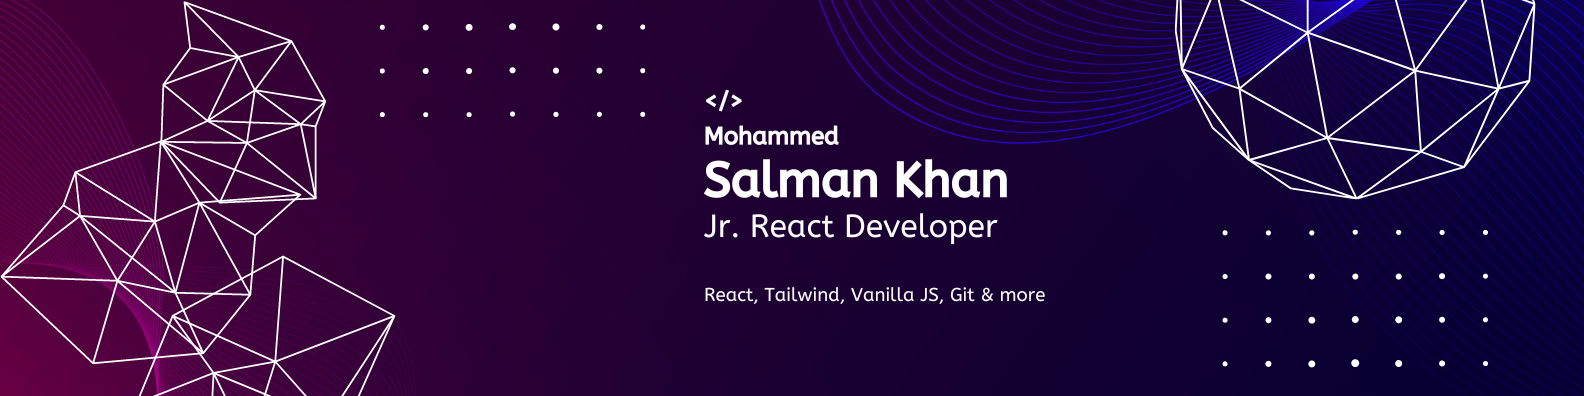 </>
Mohammed
Salman Khan
Jr. React Developer
React, Tailwind, Vanilla JS, Git & more